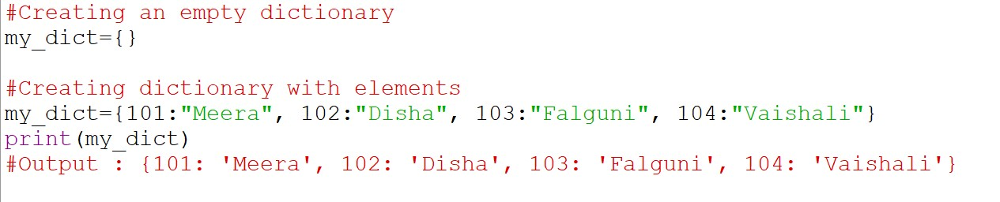 #Creating an empty dictionary
my_dict={}
#Creating dictionary with elements
my_dict={101:"Meera", 102:"Disha", 103:"Falguni", 104:"Vaishali"}
print(my_dict)
#Output : {101: 'Meera', 102: 'Disha', 103: 'Falguni', 104: 'Vaishali'}